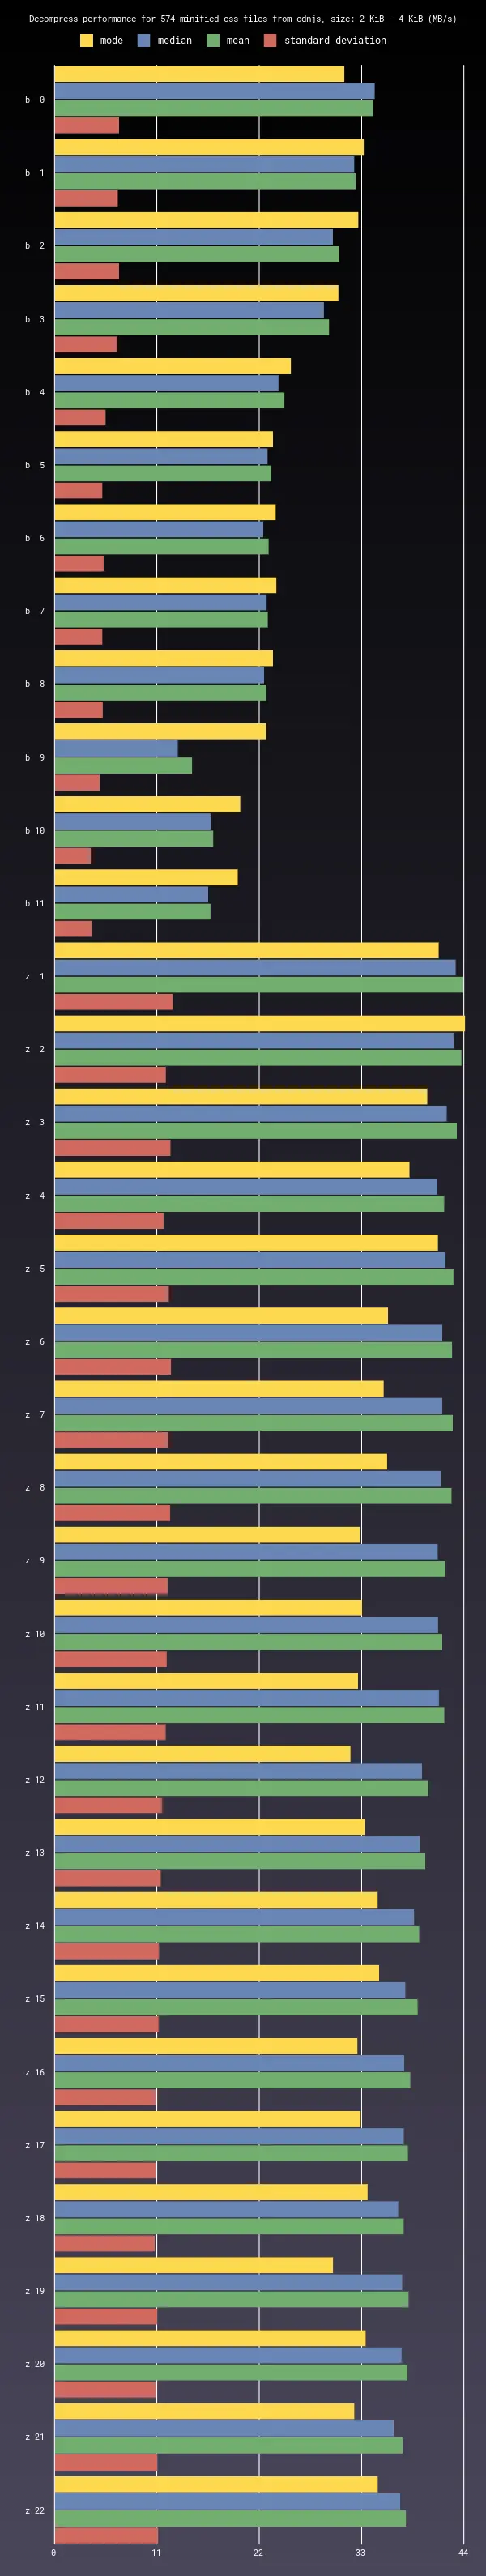 Decompress performance for 574 minified css files from cdnjs, size: 2 KiB - 4 KiB (MB/s)
mode median mean standard deviation
b 0
b 1
b 2
b 3
b 4
b 5
b 6
b 7
b 8
b 9
b 10
b 11
z 1
z 2
z 3
z 4
z 5
z 6
z 7
z 8
z 9
z 10
z 11
z 12
z 13
z 14
z 15
z 16
z 17
z 18
z 19
z 20
z 21
z 22
0 11 22 33 44